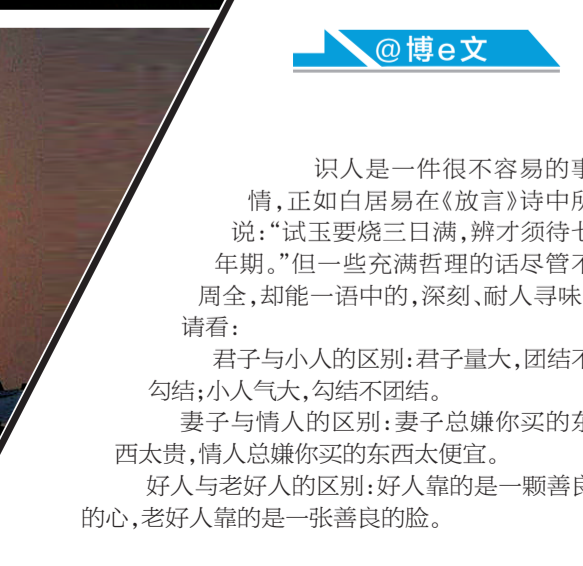 @博e文
识人是一件很不容易的事
情,正如白居易在《放言》诗中所
说:“试玉要烧三日满,辨才须待七
年期。”但一些充满哲理的话尽管不
周全,却能一语中的,深刻、耐人寻味
请看:
君子与小人的区别:君子量大,团结不
勾结;小人气大,勾结不团结。
妻子与情人的区别:妻子总嫌你买的东
西太贵,情人总嫌你买的东西太便宜。
好人与老好人的区别:好人靠的是一颗善良
的心,老好人靠的是一张善良的脸。